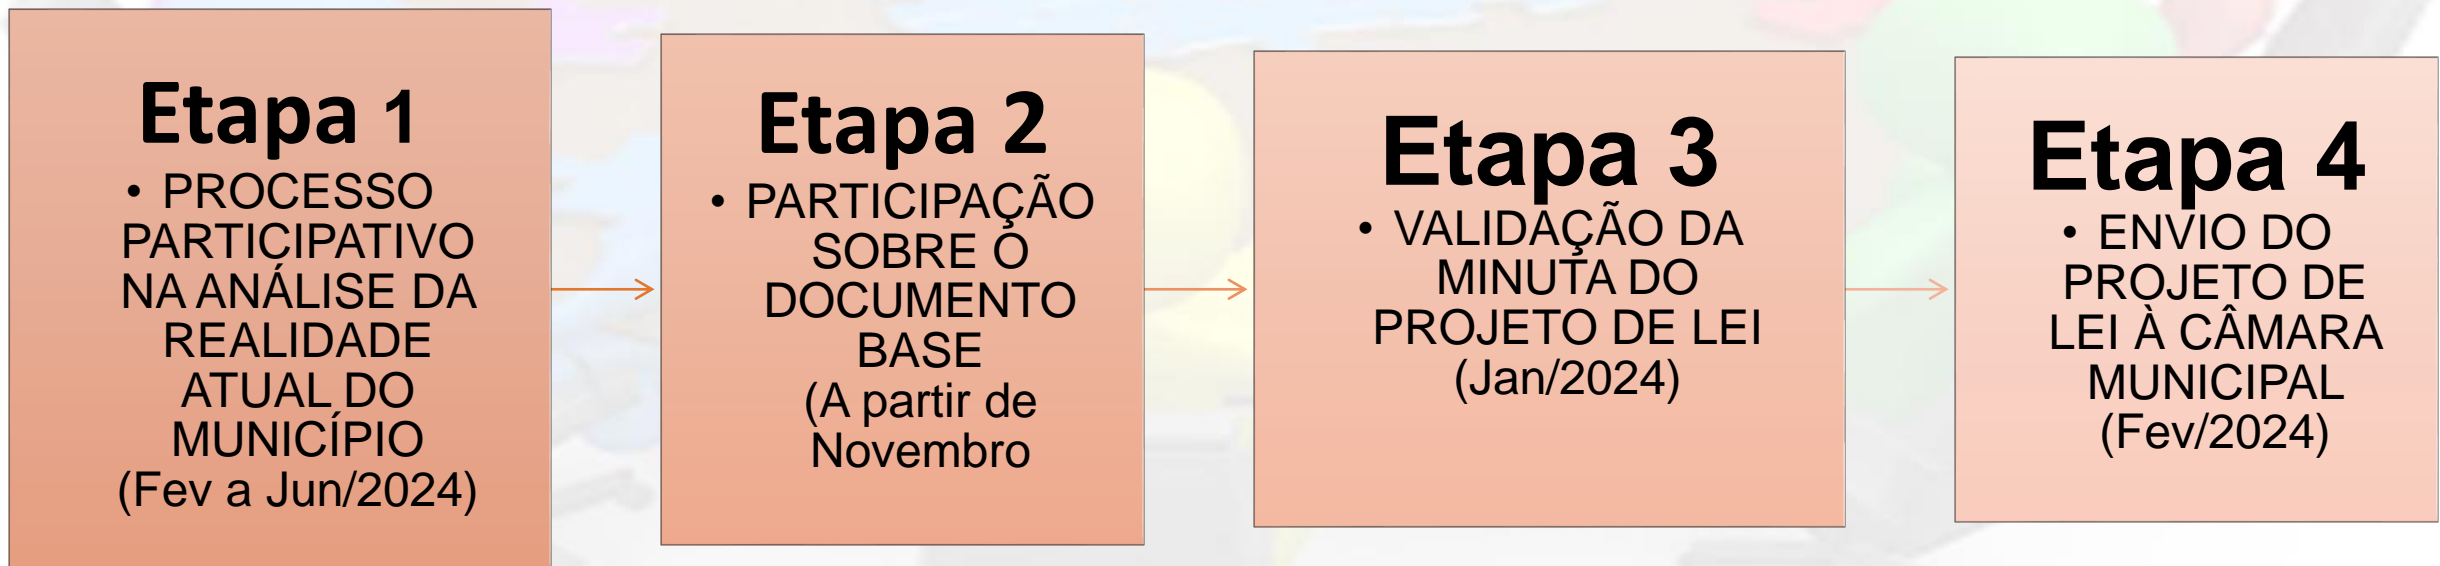 Etapa 1
• PROCESSO
PARTICIPATIVO
NA ANÁLISE DA
REALIDADE
ATUAL DO
MUNICÍPIO
(Fev a Jun/2024)
Etapa 2
• PARTICIPAÇÃO
SOBRE O
DOCUMENTO
BASE
(A partir de
Novembro
Etapa 3
• VALIDAÇÃO DA
MINUTA DO
PROJETO DE LEI
(Jan/2024)
Etapa 4
• ENVIO DO
PROJETO DE
LEI À CÂMARA
MUNICIPAL
(Fev/2024)